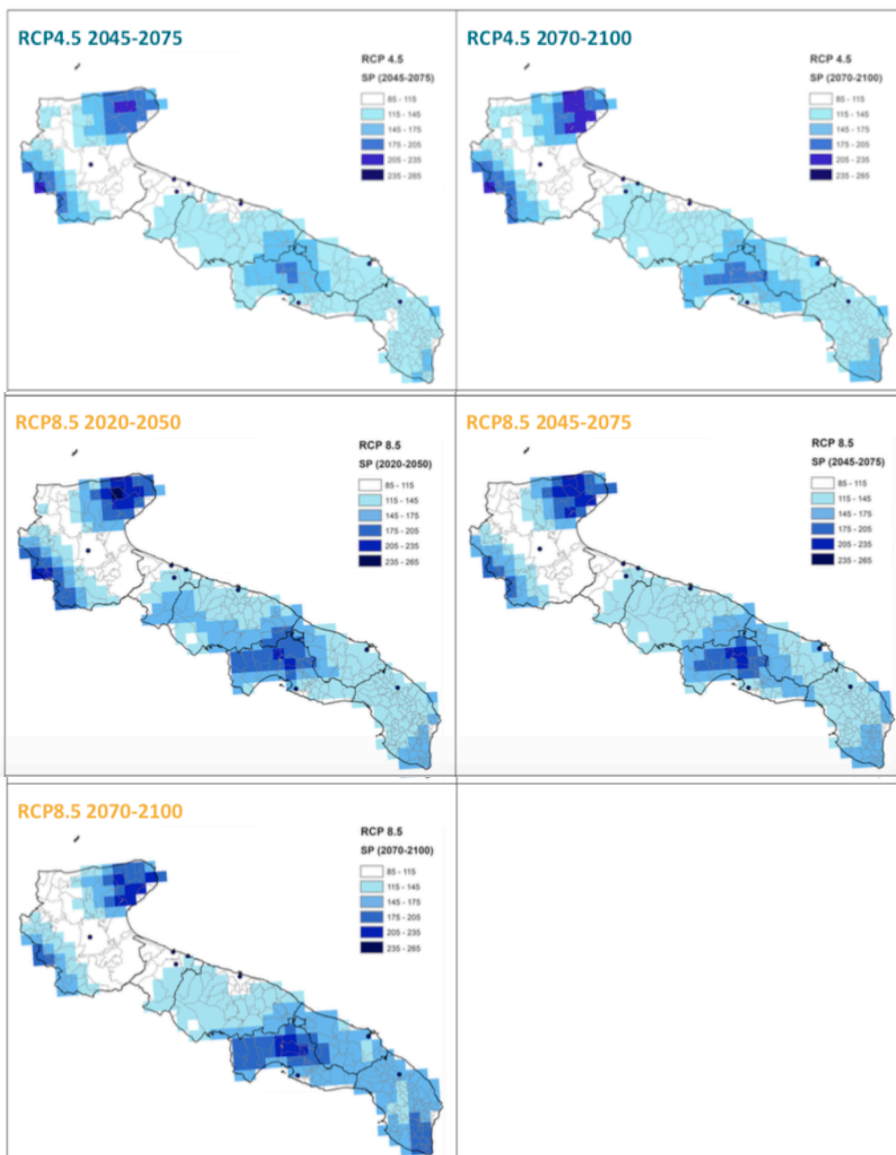 RCP4.5 2045-2075
RCP 4.5
SP (2045-2075)
85 - 115
115 - 145
145 - 175
175 - 205
205 - 235
235 - 265
RCP4.5 2070-2100
RCP 4.5
SP (2070-2100)
85 - 115
115 - 145
145 - 175
175 - 205
205 - 235
235 - 265
RCP8.5 2020-2050
RCP 8.5
SP (2020-2050)
85 - 115
115 - 145
145 - 175
175 - 205
205 - 235
235 - 265
RCP8.5 2045-2075
RCP 8.5
SP (2045-2075)
85 - 115
115 - 145
145 - 175
175 - 205
205 - 235
235 - 265
RCP8.5 2070-2100
RCP 8.5
SP (2070-2100)
85 - 115
115 - 145
145 - 175
175 - 205
205 - 235
235 - 265